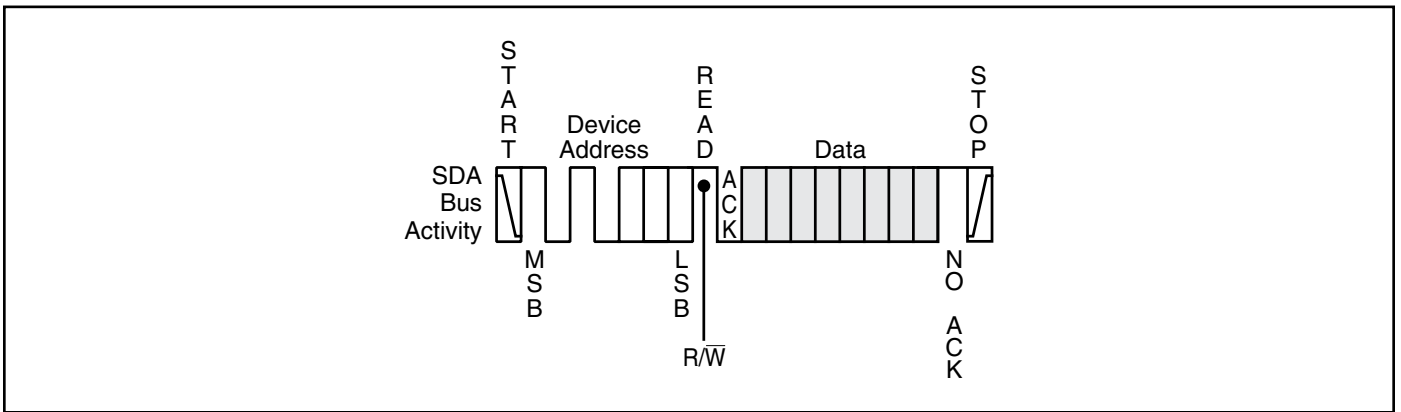 START
READ
STOP
Device
Address
Data
SDA
Bus
Activity
ACK
MSB
LSB
NO ACK
R/W̅